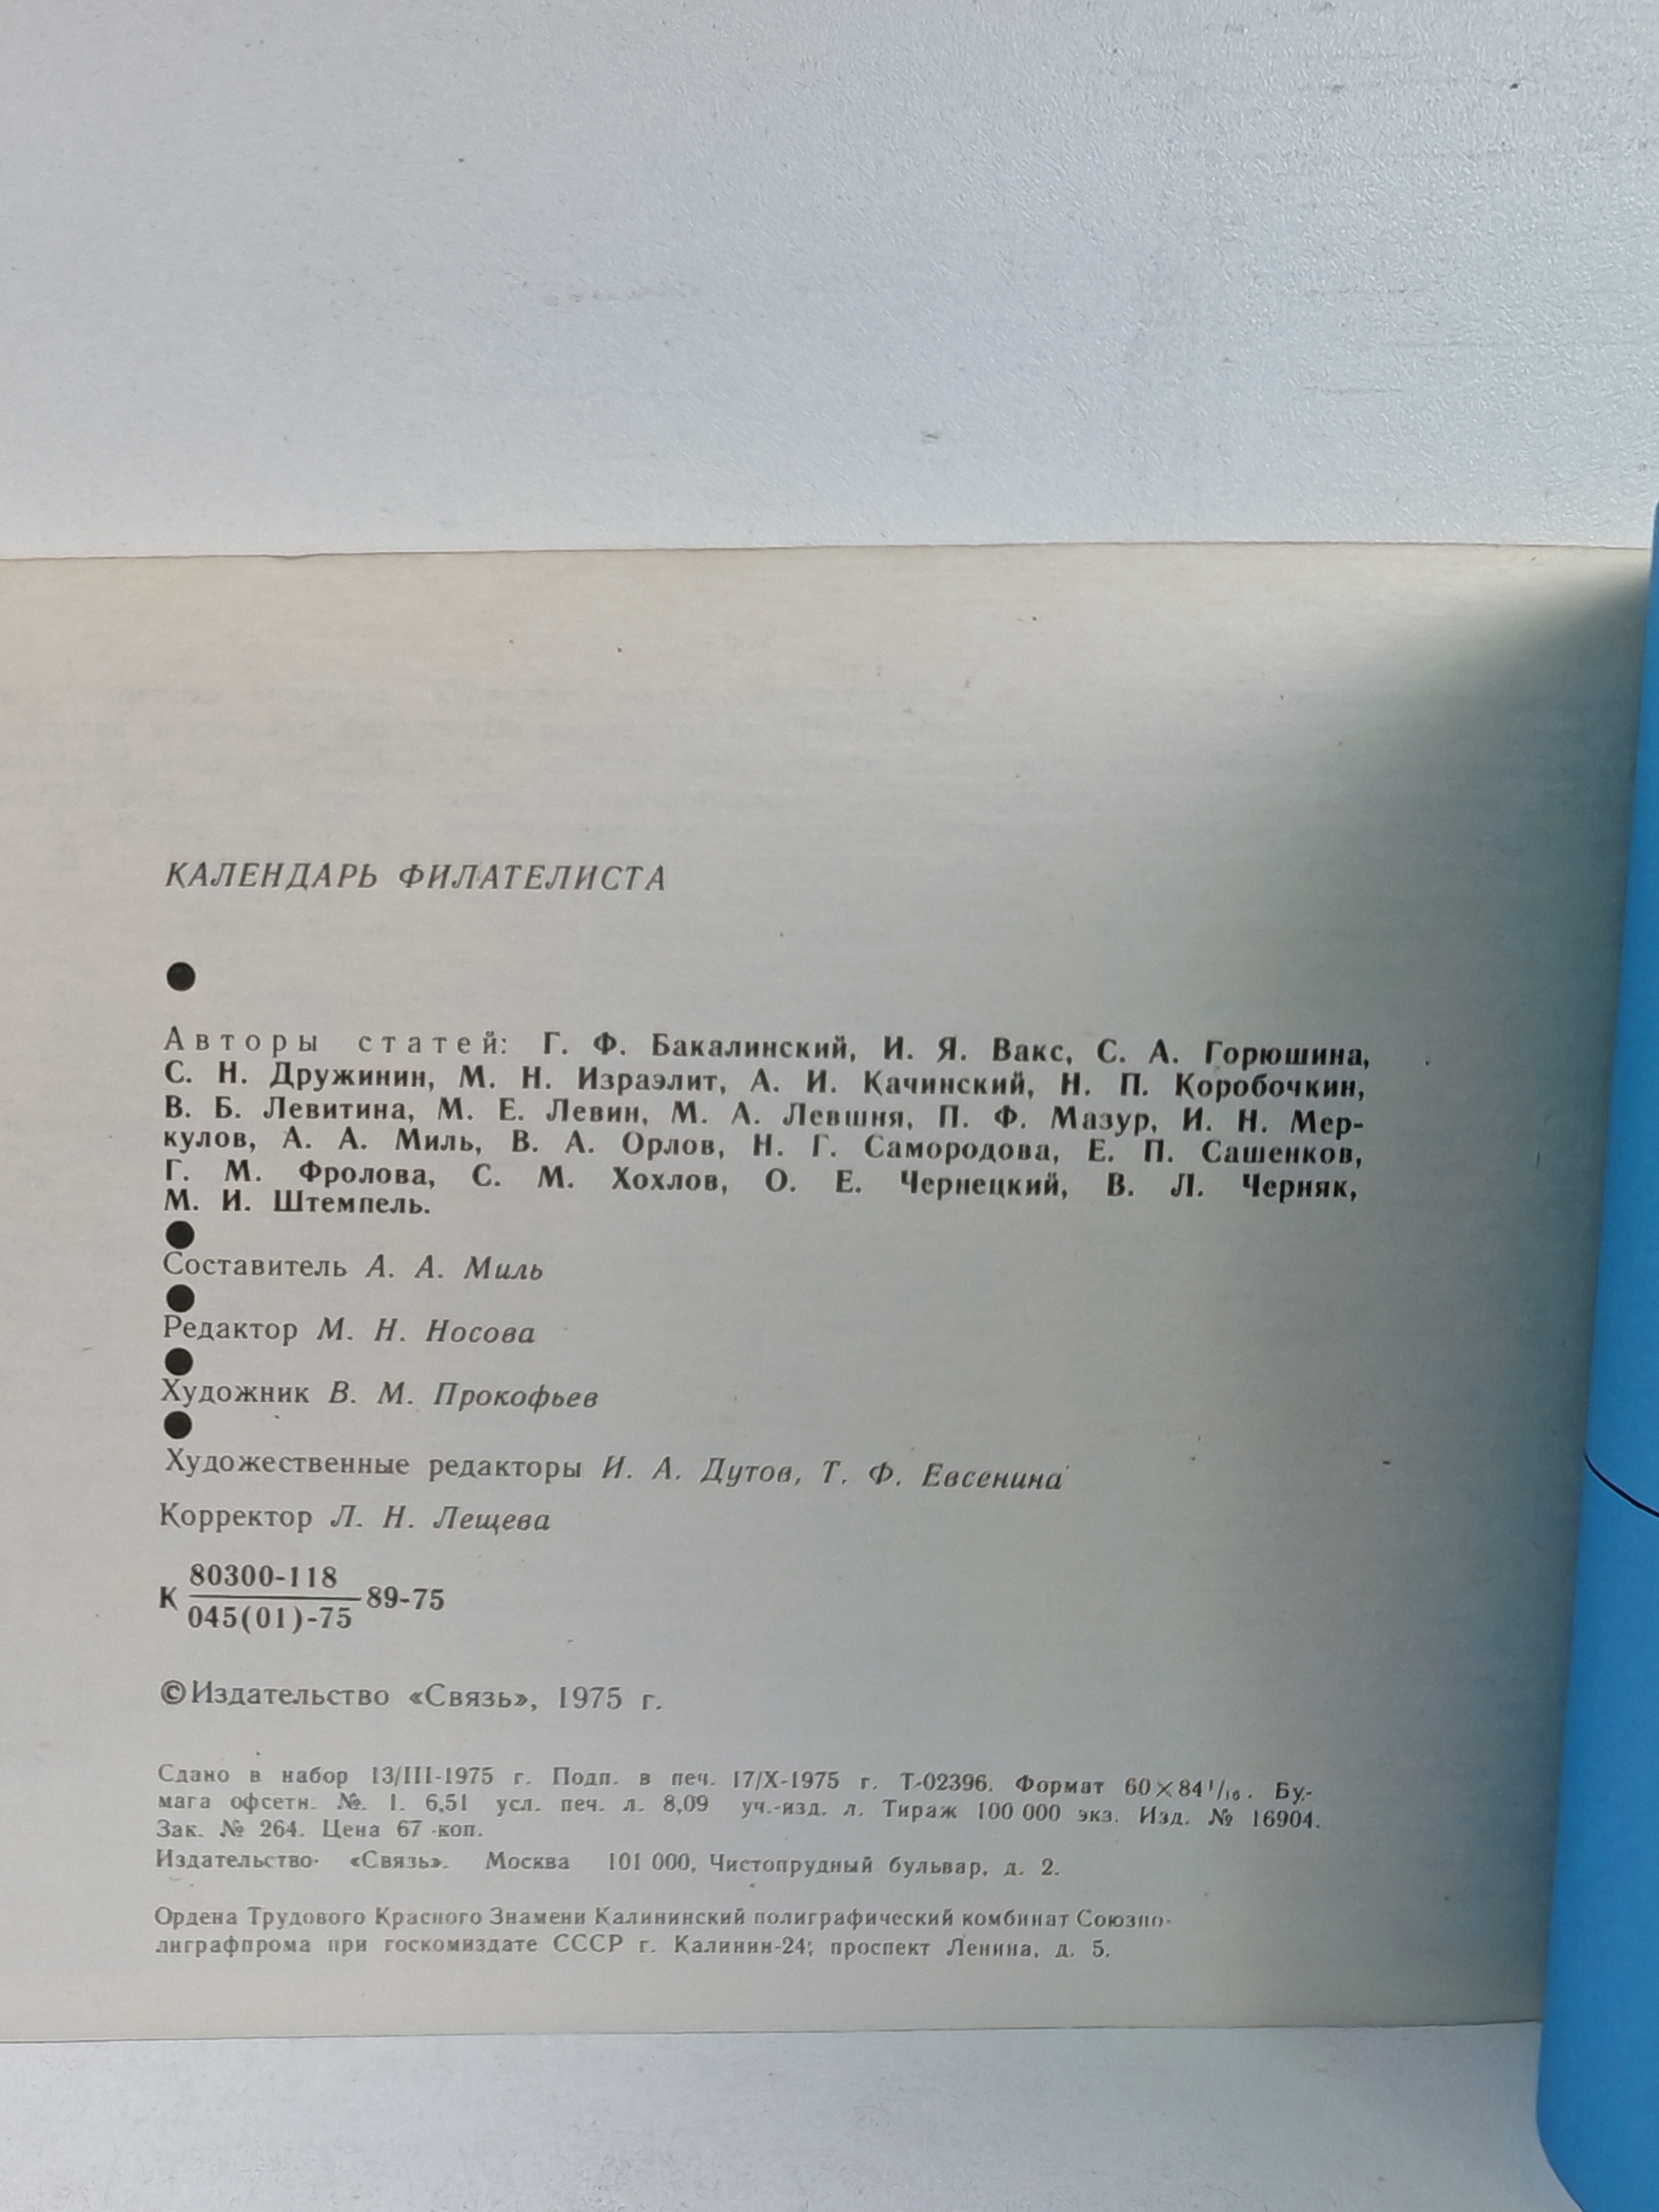 КАЛЕНДАРЬ ФИЛАТЕЛИСТА
Авторы статей: Г. Ф. Бакалинский, И. Я. Вакс, С. А. Горюшина,
С. Н. Дружинин, М. Н. Израэлит, А. И. Качинский, Н. П. Коробочкин,
В. Б. Левитина, М. Е. Левин, М. А. Левшня, П. Ф. Мазур, И. Н. Мер-
кулов, А. А. Миль, В. А. Орлов, Н. Г. Самородова, Е. П. Сашенков,
Г. М. Фролова, С. М. Хохлов, О. Е. Чернецкий, В. Л. Черняк,
М. И. Штемпель.
Составитель А. А. Миль
Редактор М. Н. Носова
Художник В. М. Прокофьев
Художественные редакторы И. А. Дутов, Т. Ф. Евсенина
Корректор Л. Н. Лещева
80300-118
К 89-75
045(01)-75
©Издательство «Связь», 1975 г.
Сдано в набор 13/III-1975 г. Подп. в печ. 17/X-1975 г. Т-02396. Формат 60×84 1/16. Бу-
мага офсетн. №. 1. 6,51 усл. печ. л. 8,09 уч.-изд. л. Тираж 100 000 экз. Изд. № 16904.
Зак. № 264. Цена 67 коп.
Издательство «Связь». Москва 101 000, Чистопрудный бульвар, д. 2.
Ордена Трудового Красного Знамени Калининский полиграфический комбинат Союзпо-
лиграфпрома при госкомиздате СССР г. Калинин-24; проспект Ленина, д. 5.